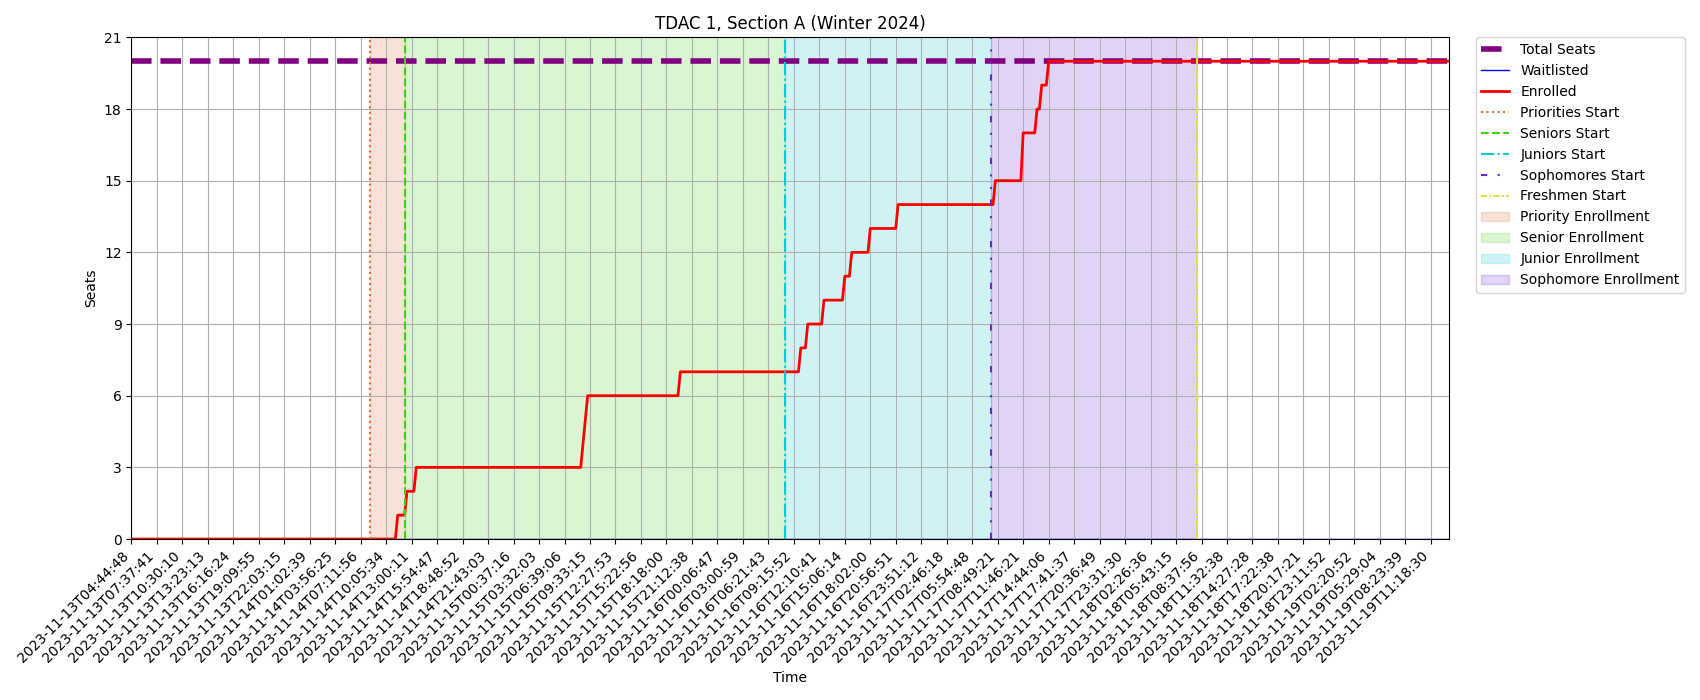 TDAC 1, Section A (Winter 2024)
21
18
15
12
9
6
3
0
Seats
2023-11-13T04:44:48
2023-11-13T07:37:41
2023-11-13T10:30:10
2023-11-13T13:23:13
2023-11-13T16:16:24
2023-11-13T19:09:55
2023-11-13T22:03:15
2023-11-14T01:02:39
2023-11-14T03:56:25
2023-11-14T07:11:56
2023-11-14T10:05:34
2023-11-14T13:00:11
2023-11-14T15:54:47
2023-11-14T18:48:52
2023-11-14T21:43:03
2023-11-15T00:37:16
2023-11-15T03:32:03
2023-11-15T06:39:06
2023-11-15T09:33:15
2023-11-15T12:27:53
2023-11-15T15:22:56
2023-11-15T18:18:00
2023-11-15T21:12:38
2023-11-16T00:06:47
2023-11-16T03:00:59
2023-11-16T06:21:43
2023-11-16T09:15:52
2023-11-16T12:10:41
2023-11-16T15:06:14
2023-11-16T18:02:00
2023-11-16T20:56:51
2023-11-16T23:51:12
2023-11-17T02:46:18
2023-11-17T05:54:48
2023-11-17T08:49:21
2023-11-17T11:46:21
2023-11-17T14:44:06
2023-11-17T17:41:37
2023-11-17T20:36:49
2023-11-17T23:31:30
2023-11-18T02:26:36
2023-11-18T05:43:15
2023-11-18T08:37:56
2023-11-18T11:32:38
2023-11-18T14:27:28
2023-11-18T17:22:38
2023-11-18T20:17:21
2023-11-18T23:11:52
2023-11-19T02:20:52
2023-11-19T05:29:04
2023-11-19T08:23:39
2023-11-19T11:18:30
Time
Total Seats
Waitlisted
Enrolled
Priorities Start
Seniors Start
Juniors Start
Sophomores Start
Freshmen Start
Priority Enrollment
Senior Enrollment
Junior Enrollment
Sophomore Enrollment